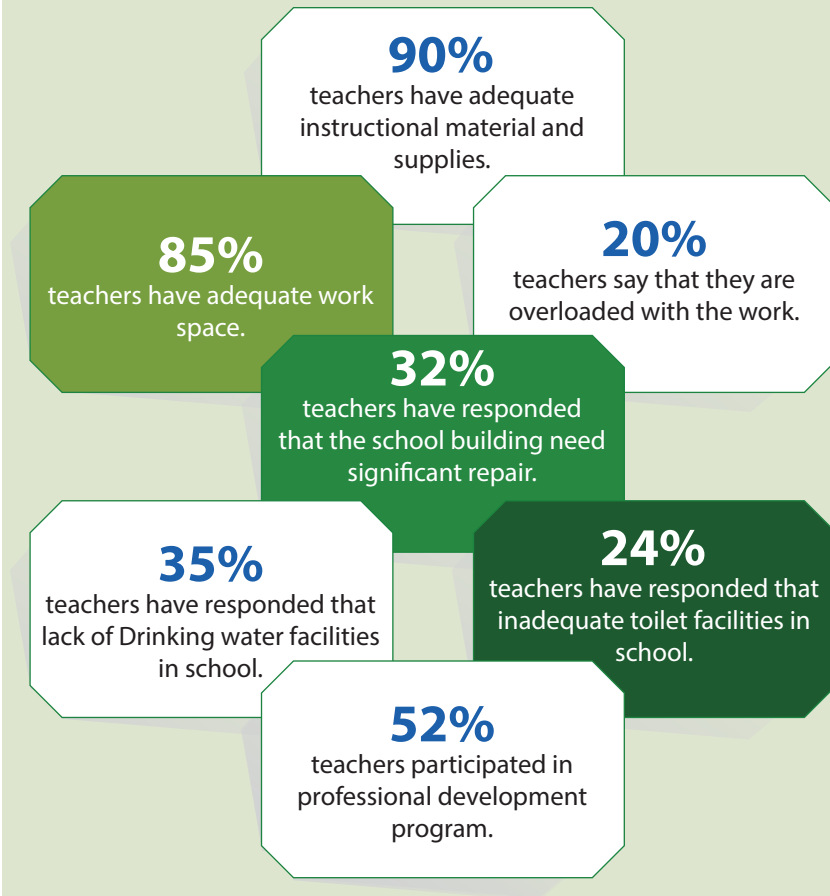 90%
teachers have adequate
instructional material and
supplies.
85%
teachers have adequate work
space.
20%
teachers say that they are
overloaded with the work.
32%
teachers have responded
that the school building need
significant repair.
35%
teachers have responded that
lack of Drinking water facilities
in school.
24%
teachers have responded that
inadequate toilet facilities in
school.
52%
teachers participated in
professional development
program.